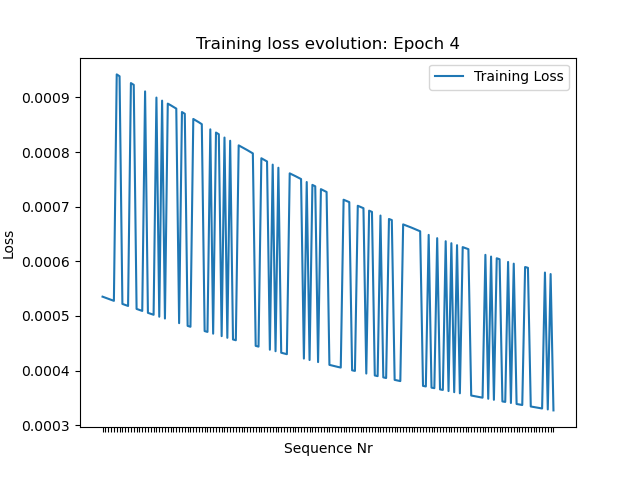 Training loss evolution: Epoch 4
Training Loss
0.0009
0.0008
0.0007
0.0006
0.0005
0.0004
0.0003
Loss
Sequence Nr